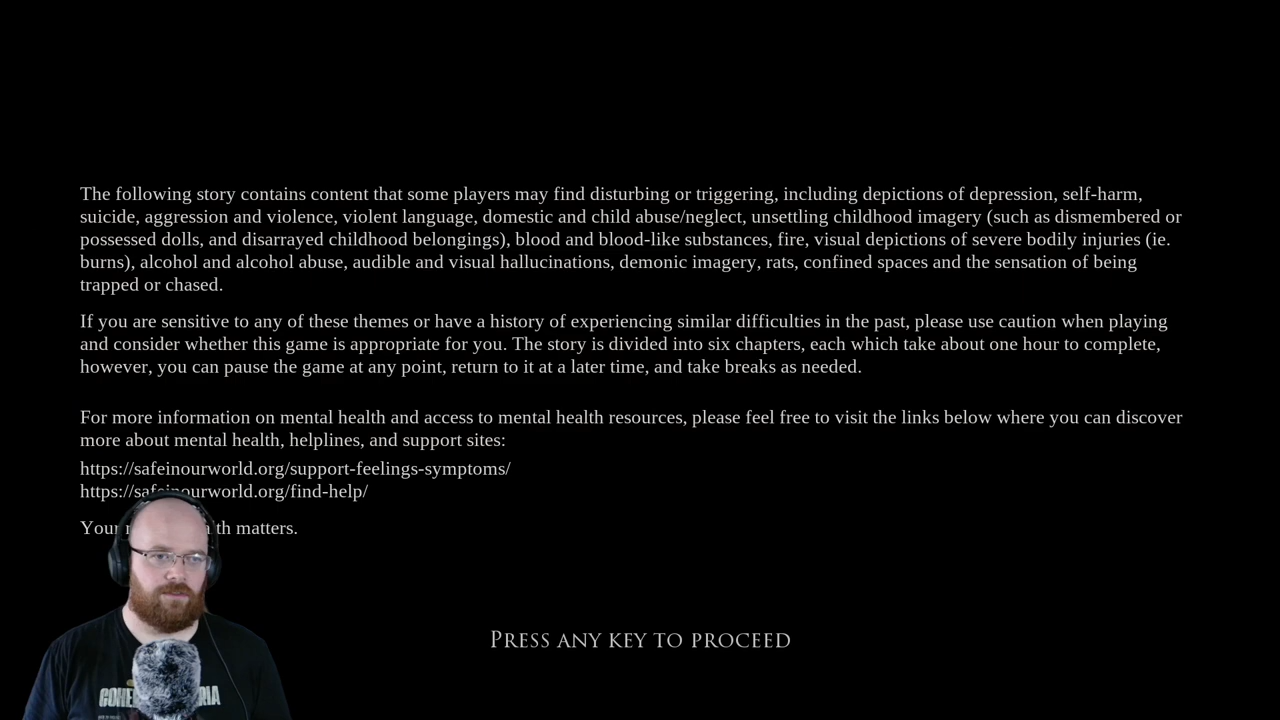 The following story contains content that some players may find disturbing or triggering, including depictions of depression, self-harm,
suicide, aggression and violence, violent language, domestic and child abuse/neglect, unsettling childhood imagery (such as dismembered or
possessed dolls, and disarrayed childhood belongings), blood and blood-like substances, fire, visual depictions of severe bodily injuries (ie.
burns), alcohol and alcohol abuse, audible and visual hallucinations, demonic imagery, rats, confined spaces and the sensation of being
trapped or chased.
If you are sensitive to any of these themes or have a history of experiencing similar difficulties in the past, please use caution when playing
and consider whether this game is appropriate for you. The story is divided into six chapters, each which take about one hour to complete,
however, you can pause the game at any point, return to it at a later time, and take breaks as needed.
For more information on mental health and access to mental health resources, please feel free to visit the links below where you can discover
more about mental health, helplines, and support sites:
https://safeinourworld.org/support-feelings-symptoms/
https://safeinourworld.org/find-help/
Your matters.
PRESS ANY KEY TO PROCEED